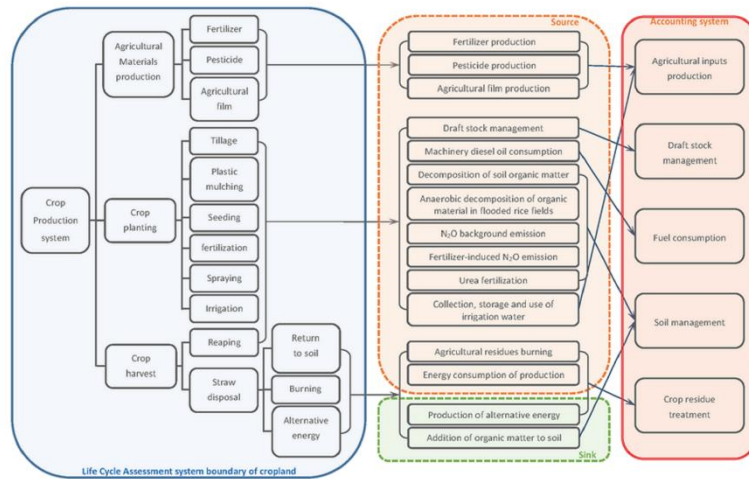 Source
Accounting system
Agricultural
Materials
production
Fertilizer
Pesticide
Agricultural
film
Fertilizer production
Pesticide production
Agricultural film production
Agricultural inputs
production
Crop
Production
system
Crop
planting
Tillage
Plastic
mulching
Seeding
fertilization
Spraying
Irrigation
Draft stock management
Machinery diesel oil consumption
Decomposition of soil organic matter
Anaerobic decomposition of organic
material in flooded rice fields
N₂O background emission
Fertilizer-induced N₂O emission
Urea fertilization
Collection, storage and use of
irrigation water
Draft stock
management
Fuel consumption
Soil management
Crop
harvest
Reaping
Straw
disposal
Return
to soil
Burning
Alternative
energy
Agricultural residues burning
Energy consumption of production
Production of alternative energy
Addition of organic matter to soil
Crop residue
treatment
Sink
Life Cycle Assessment system boundary of cropland